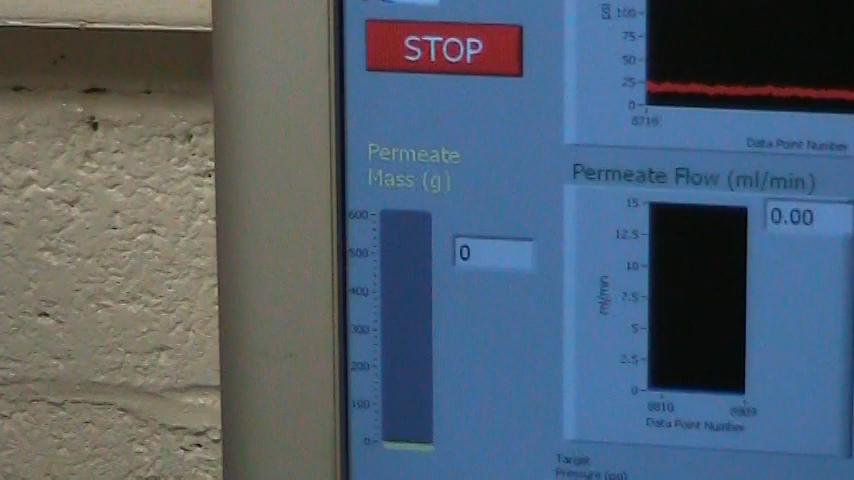 STOP
Permeate
Mass (g)
600
500
400
300
200
100
0
0
100
75
50
25
0
8719
Data Point Number
Permeate Flow (ml/min)
0.00
15
12.5
10
7.5
5
2.5
0
ml/min
8810
8909
Data Point Number
Target
Pressure (psi)